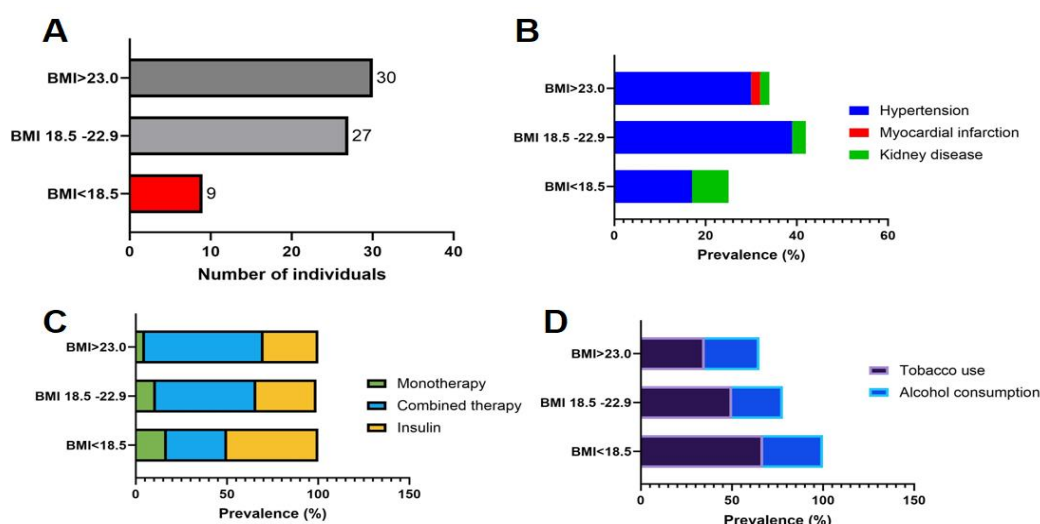 A
BMI>23.0
30
BMI 18.5 -22.9
27
BMI<18.5
9
0 10 20 30 40
Number of individuals
B
BMI>23.0
BMI 18.5 -22.9
BMI<18.5
0 20 40 60
Prevalence (%)
Hypertension
Myocardial infarction
Kidney disease
C
BMI>23.0
BMI 18.5 -22.9
BMI<18.5
0 50 100 150
Prevalence (%)
Monotherapy
Combined therapy
Insulin
D
BMI>23.0
BMI 18.5 -22.9
BMI<18.5
0 50 100 150
Prevalence (%)
Tobacco use
Alcohol consumption